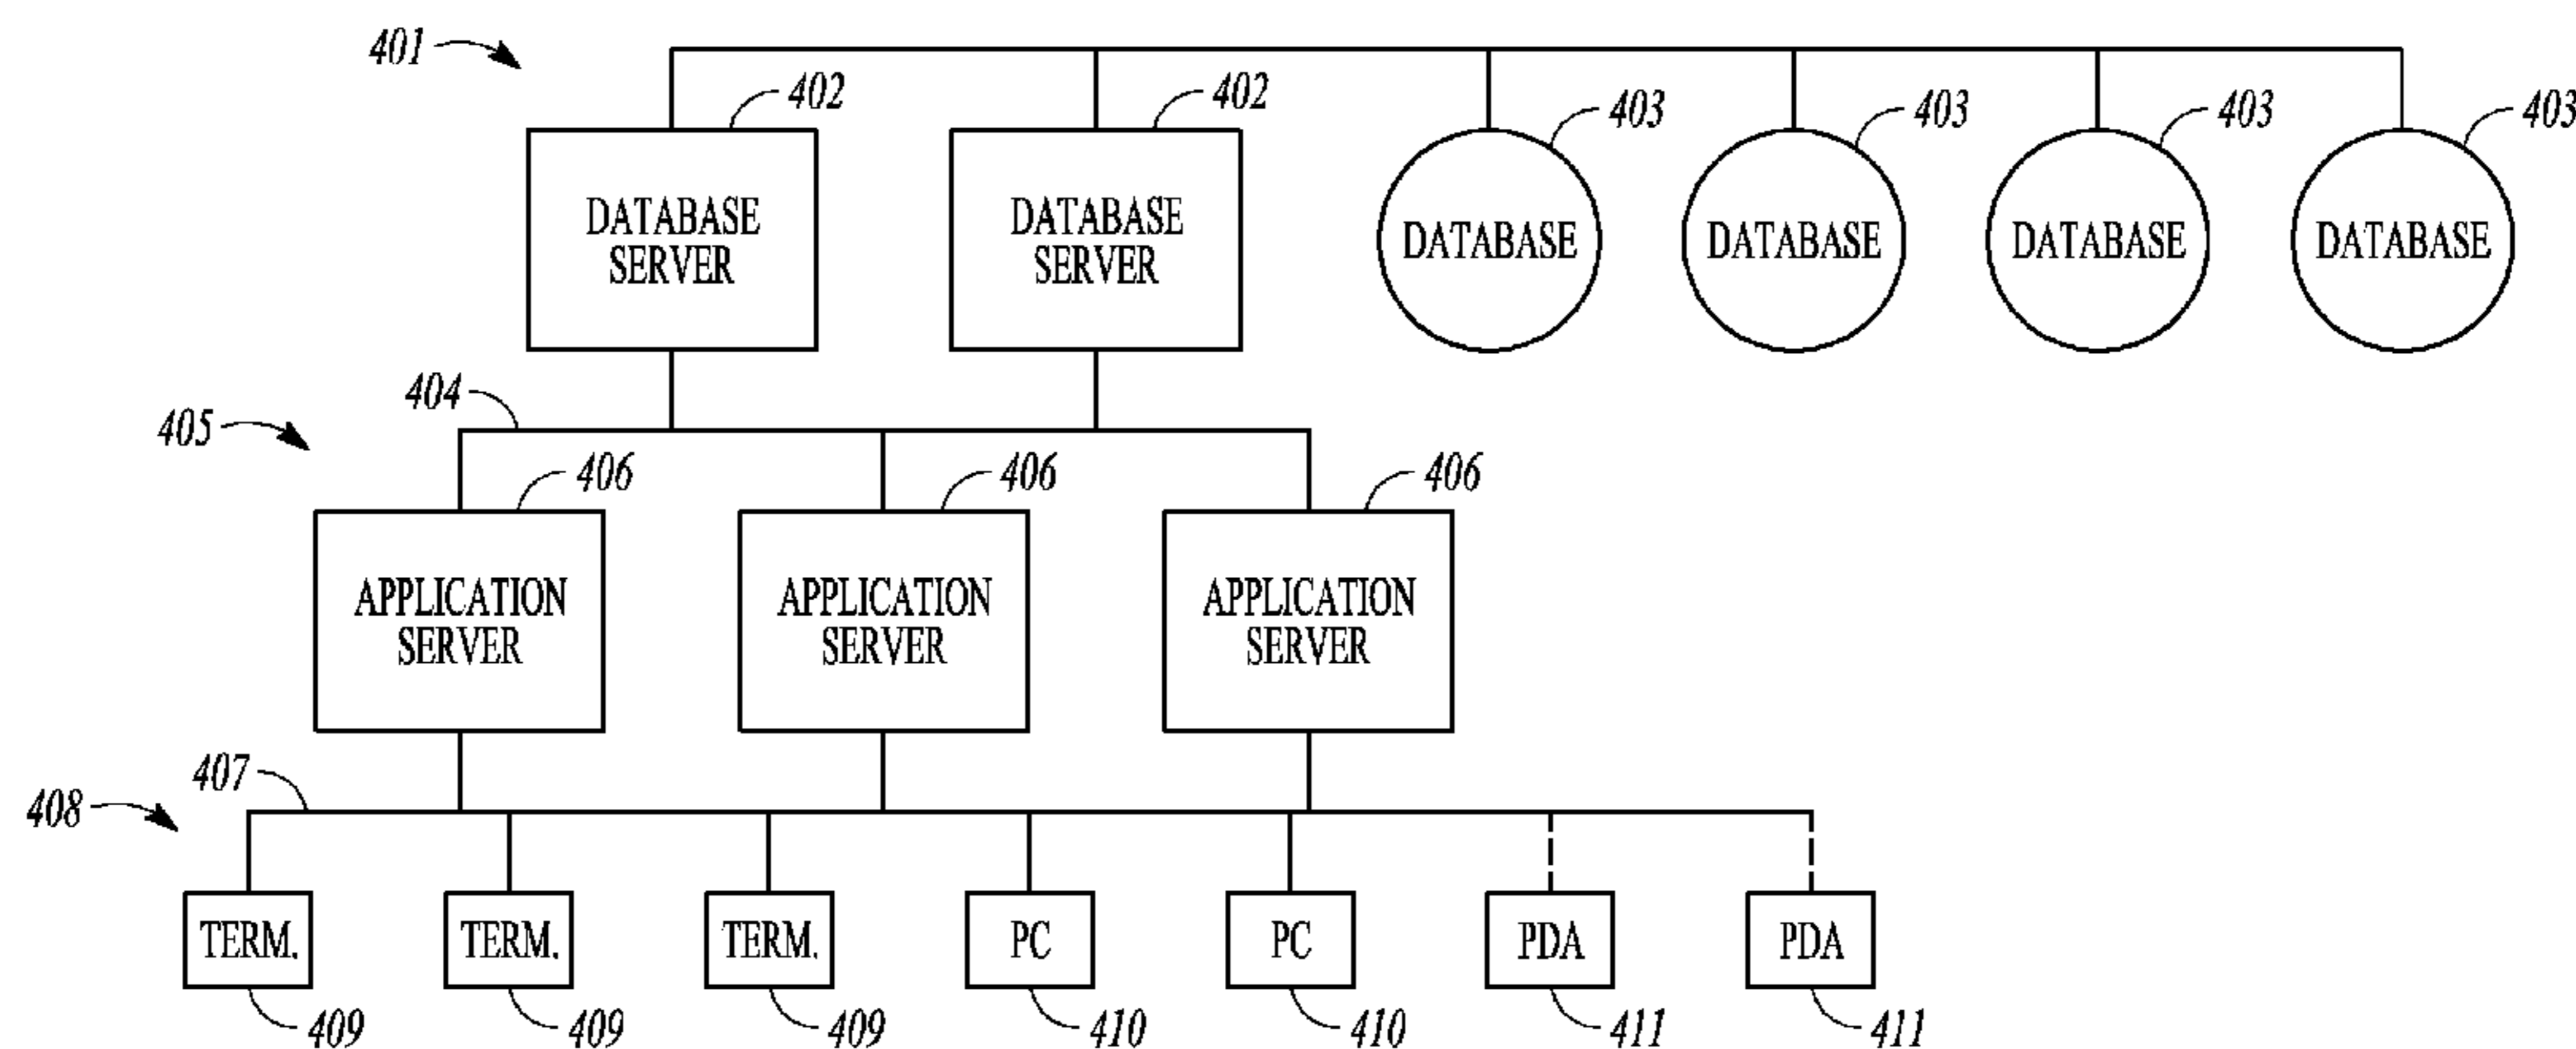 401
402
402
403
403
403
403
DATABASE
SERVER
DATABASE
SERVER
DATABASE
DATABASE
DATABASE
DATABASE
404
405
406
406
406
APPLICATION
SERVER
APPLICATION
SERVER
APPLICATION
SERVER
407
408
TERM.
TERM.
TERM.
PC
PC
PDA
PDA
409
409
409
410
410
411
411